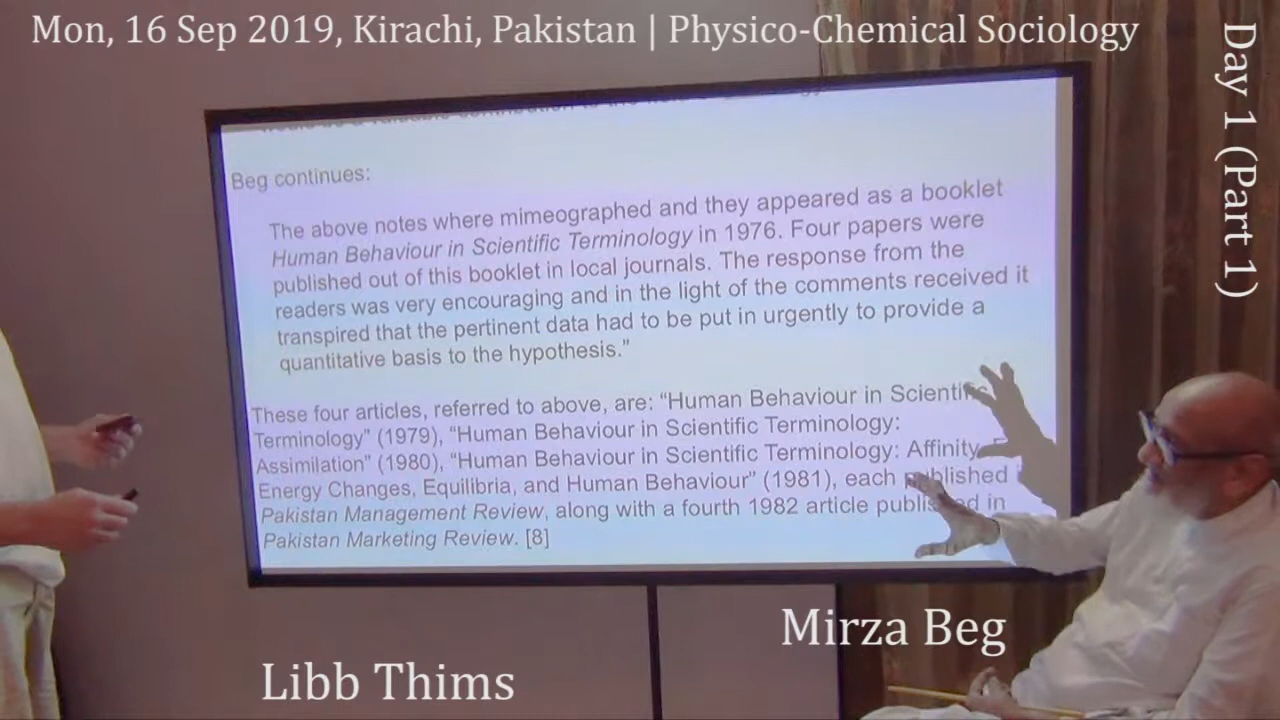 Mon, 16 Sep 2019, Kirachi, Pakistan | Physico-Chemical Sociology
Day 1 (Part 1)
Beg continues:
The above notes where mimeographed and they appeared as a booklet
Human Behaviour in Scientific Terminology in 1976. Four papers were
published out of this booklet in local journals. The response from the
readers was very encouraging and in the light of the comments received it
transpired that the pertinent data had to be put in urgently to provide a
quantitative basis to the hypothesis.”
These four articles, referred to above, are: “Human Behaviour in Scientific
Terminology” (1979), “Human Behaviour in Scientific Terminology:
Assimilation” (1980), “Human Behaviour in Scientific Terminology: Affinity,
Energy Changes, Equilibria, and Human Behaviour” (1981), each published
Pakistan Management Review, along with a fourth 1982 article published in
Pakistan Marketing Review. [8]
Mirza Beg
Libb Thims